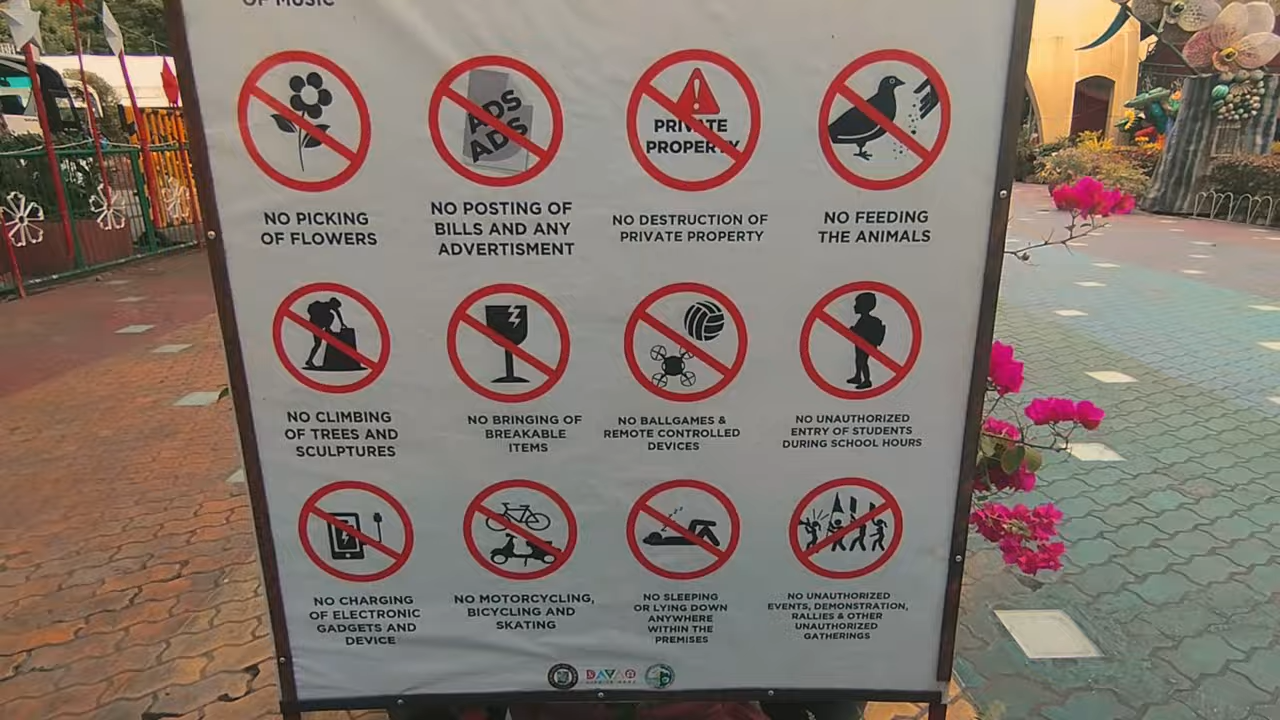 OF MUSIC
ADS
ADS
PRIVATE
PROPERTY
NO PICKING
OF FLOWERS
NO POSTING OF
BILLS AND ANY
ADVERTISMENT
NO DESTRUCTION OF
PRIVATE PROPERTY
NO FEEDING
THE ANIMALS
NO CLIMBING
OF TREES AND
SCULPTURES
NO BRINGING OF
BREAKABLE
ITEMS
NO BALLGAMES &
REMOTE CONTROLLED
DEVICES
NO UNAUTHORIZED
ENTRY OF STUDENTS
DURING SCHOOL HOURS
NO CHARGING
OF ELECTRONIC
GADGETS AND
DEVICE
NO MOTORCYCLING,
BICYCLING AND
SKATING
NO SLEEPING
OR LYING DOWN
ANYWHERE
WITHIN THE
PREMISES
NO UNAUTHORIZED
EVENTS, DEMONSTRATION,
RALLIES & OTHER
UNAUTHORIZED
GATHERINGS
DAVAO